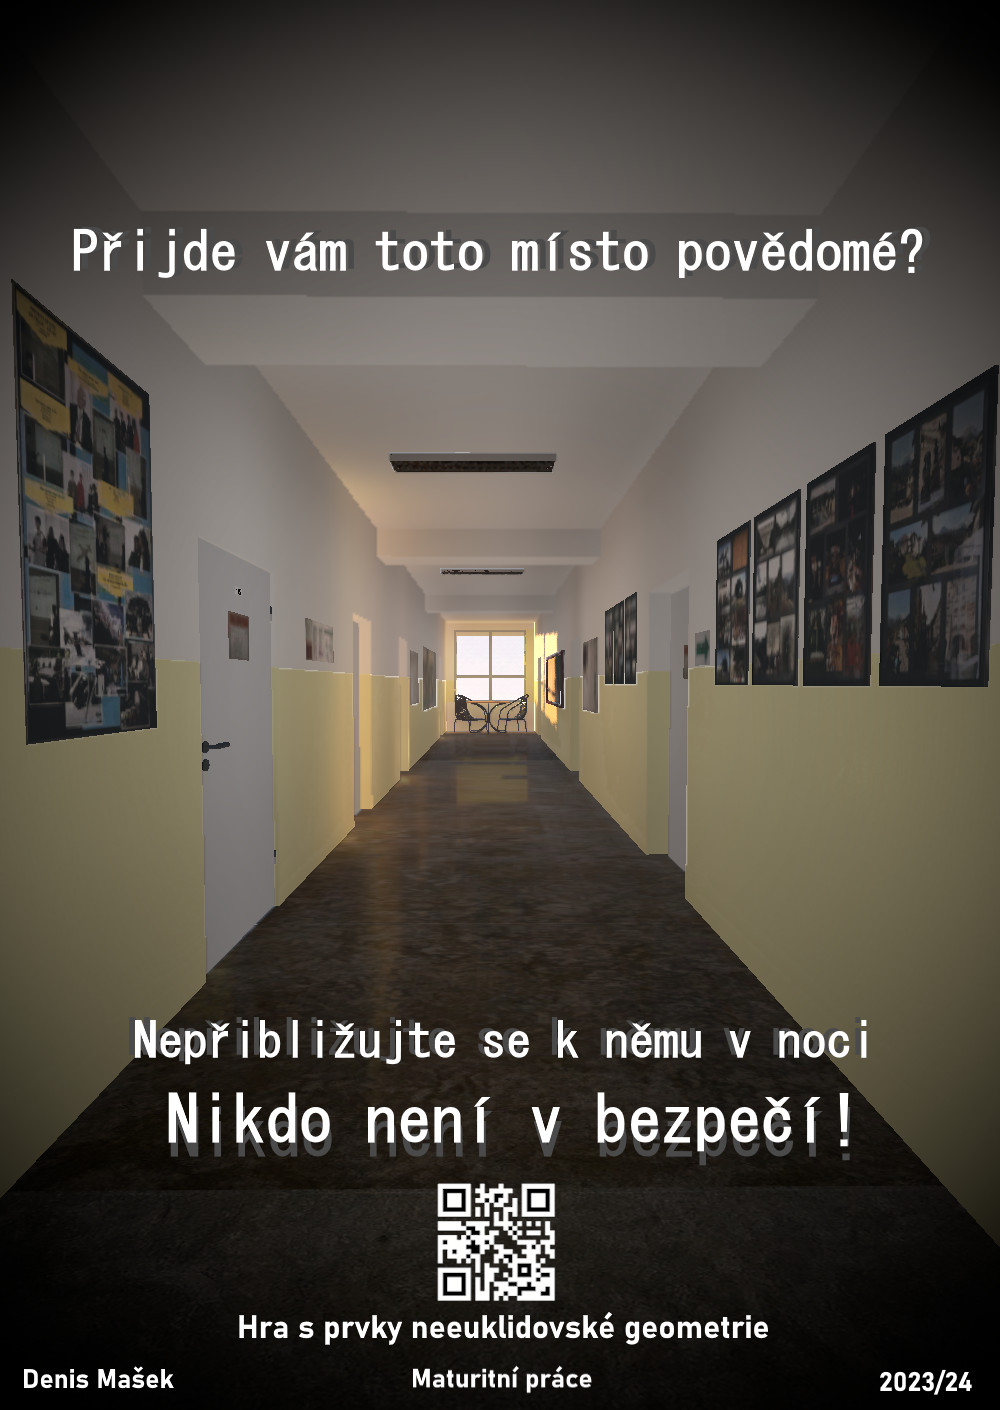 Přijde vám toto místo povědomé?
Nepřibližujte se k němu v noci
Nikdo není v bezpečí!
Hra s prvky neeuklidovské geometrie
Denis Mašek
Maturitní práce
2023/24